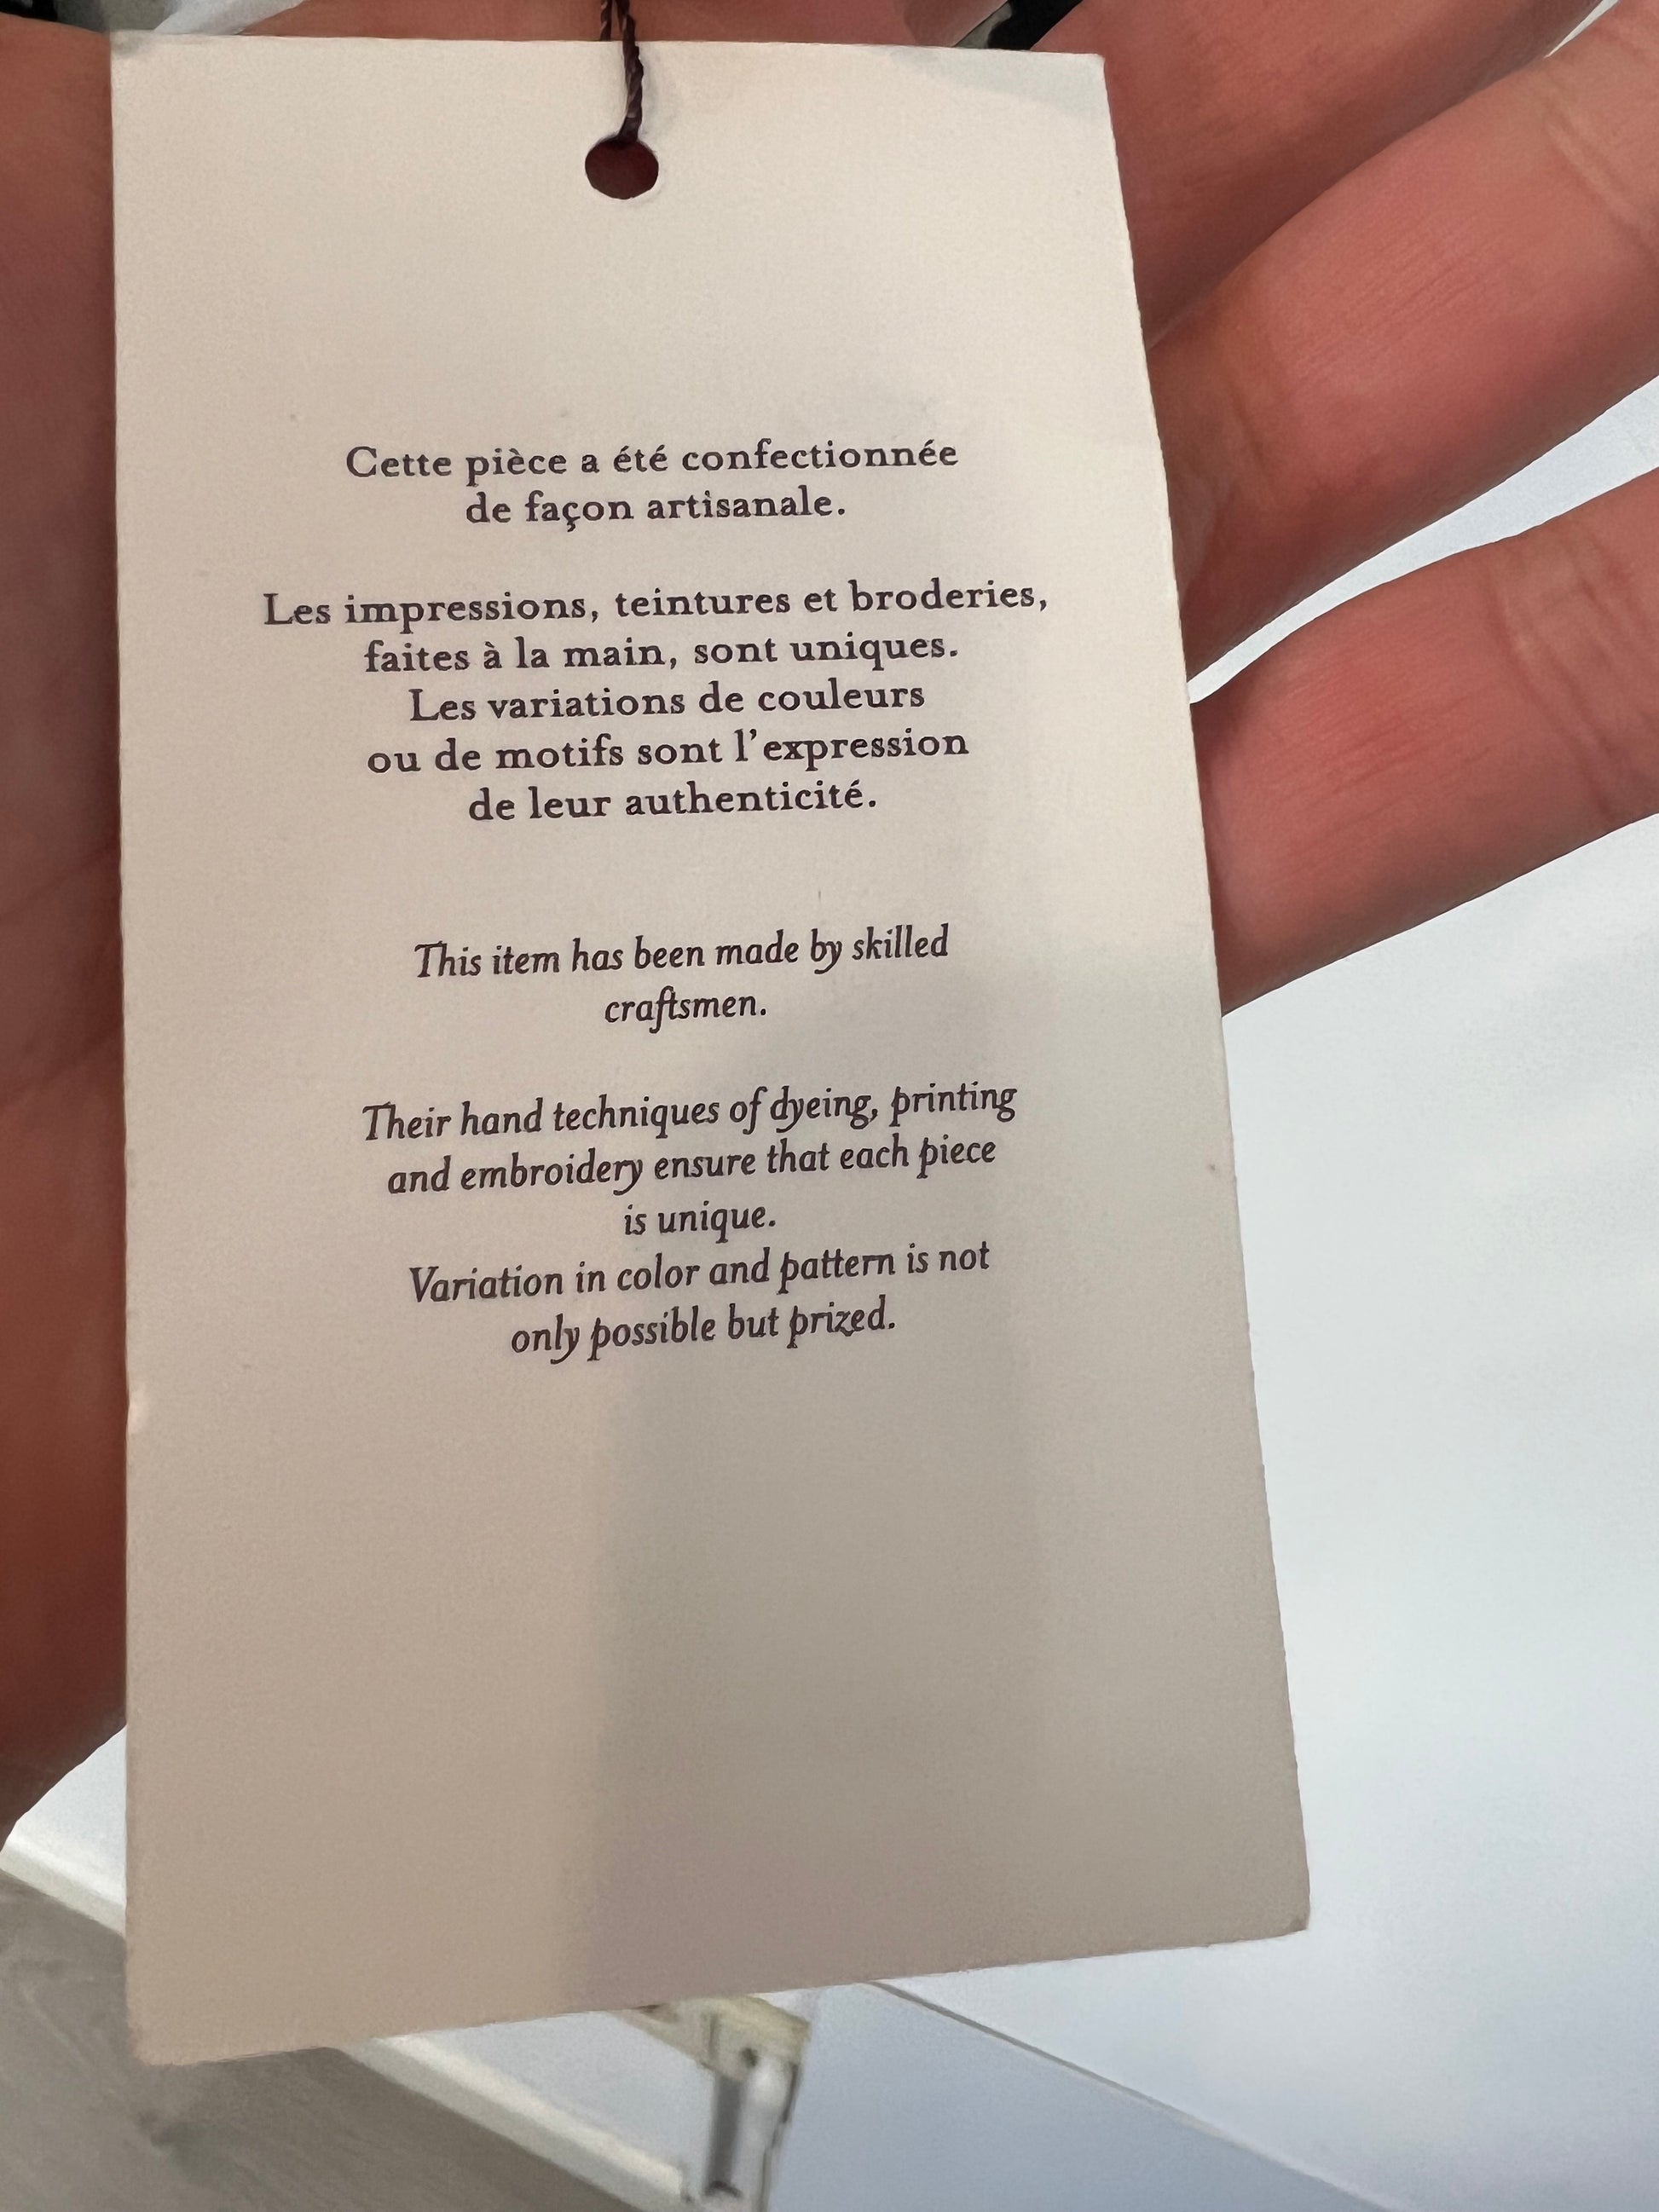 Cette pièce a été confectionnée
de façon artisanale.
Les impressions, teintures et broderies,
faites à la main, sont uniques.
Les variations de couleurs
ou de motifs sont l'expression
de leur authenticité.
This item has been made by skilled
craftsmen.
Their hand techniques of dyeing, printing
and embroidery ensure that each piece
is unique.
Variation in color and pattern is not
only possible but prized.